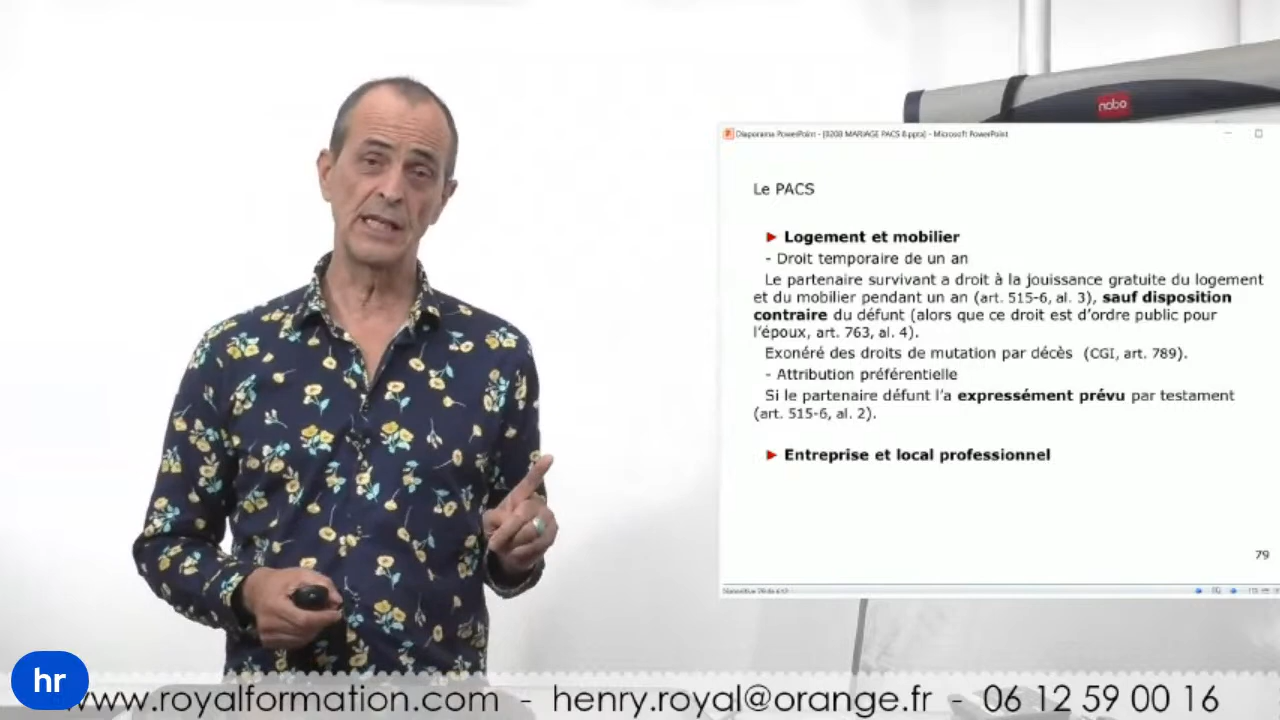 nobo
Diaporama PowerPoint - [0208 MARIAGE PACS 8.pptx] - Microsoft PowerPoint
Le PACS
► Logement et mobilier
- Droit temporaire de un an
Le partenaire survivant a droit à la jouissance gratuite du logement
et du mobilier pendant un an (art. 515-6, al. 3), sauf disposition
contraire du défunt (alors que ce droit est d'ordre public pour
l'époux, art. 763, al. 4).
Exonéré des droits de mutation par décès (CGI, art. 789).
- Attribution préférentielle
Si le partenaire défunt l'a expressément prévu par testament
(art. 515-6, al. 2).
► Entreprise et local professionnel
79
hr
www.royalformation.com - henry.royal@orange.fr - 06 12 59 00 16